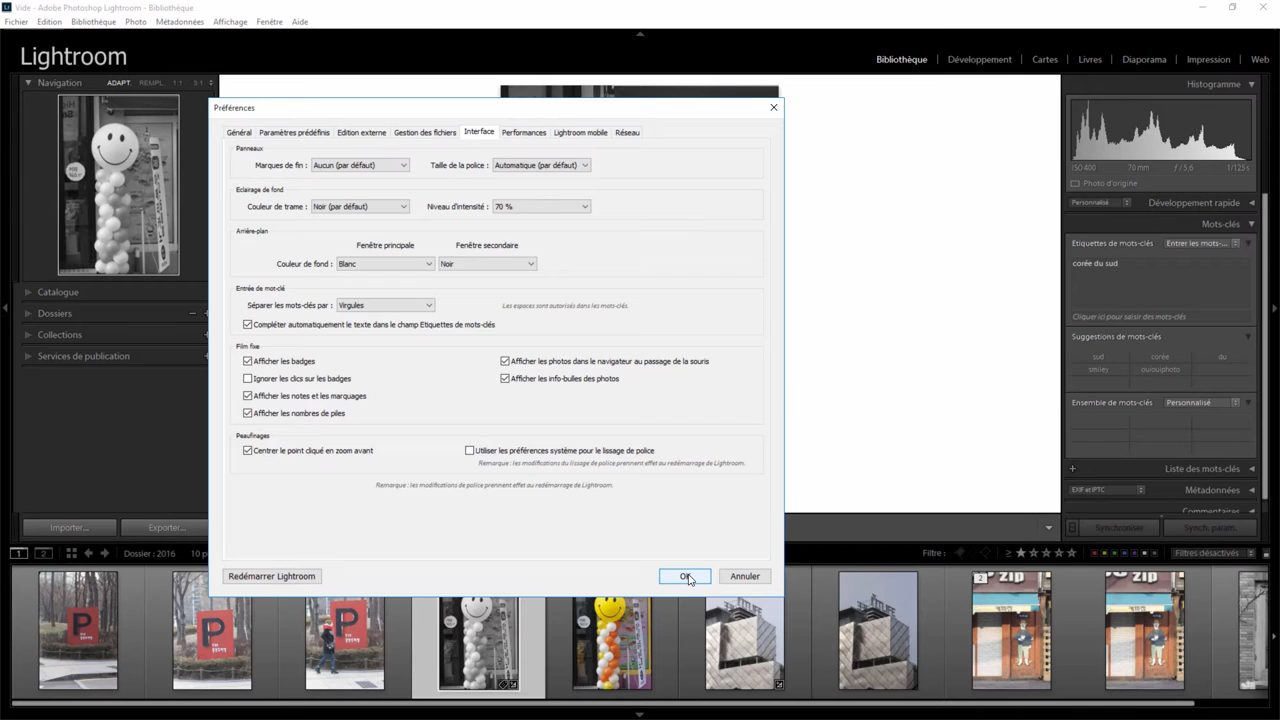 Vide - Adobe Photoshop Lightroom - Bibliothèque
Fichier Edition Bibliothèque Photo Métadonnées Affichage Fenêtre Aide
Lightroom
Bibliothèque | Développement | Cartes | Livres | Diaporama | Impression | Web
Navigation ADAPT. REMPL. 1:1 3:1
Histogramme
ISO 400 70 mm f / 5,6 1/125 s
Photo d'origine
Personnalisé Développement rapide
Mots-clés
Etiquettes de mots-clés Entrer les mots-...
corée du sud
Cliquer ici pour saisir des mots-clés
Suggestions de mots-clés
sud corée du
smiley ouiouiphoto
Ensemble de mots-clés Personnalisé
Liste des mots-clés
EXIF et IPTC Métadonnées
Commentaires
Synchroniser Synch. param.
Catalogue
Dossiers
Collections
Services de publication
Importer... Exporter...
Préférences
Général Paramètres prédéfinis Edition externe Gestion des fichiers Interface Performances Lightroom mobile Réseau
Panneaux
Marques de fin : Aucun (par défaut) Taille de la police : Automatique (par défaut)
Eclairage de fond
Couleur de trame : Noir (par défaut) Niveau d'intensité : 70 %
Arrière-plan
Fenêtre principale Fenêtre secondaire
Couleur de fond : Blanc Noir
Entrée de mot-clé
Séparer les mots-clés par : Virgules Les espaces sont autorisés dans les mots-clés.
Compléter automatiquement le texte dans le champ Etiquettes de mots-clés
Film fixe
Afficher les badges Afficher les photos dans le navigateur au passage de la souris
Ignorer les clics sur les badges Afficher les info-bulles des photos
Afficher les notes et les marquages
Afficher les nombres de piles
Peaufinages
Centrer le point cliqué en zoom avant Utiliser les préférences système pour le lissage de police
Remarque : les modifications du lissage de police prennent effet au redémarrage de Lightroom.
Remarque : les modifications de police prennent effet au redémarrage de Lightroom.
Redémarrer Lightroom OK Annuler
1 2 Dossier : 2016 Filtre : Filtres désactivés
P P P 2 zip zip